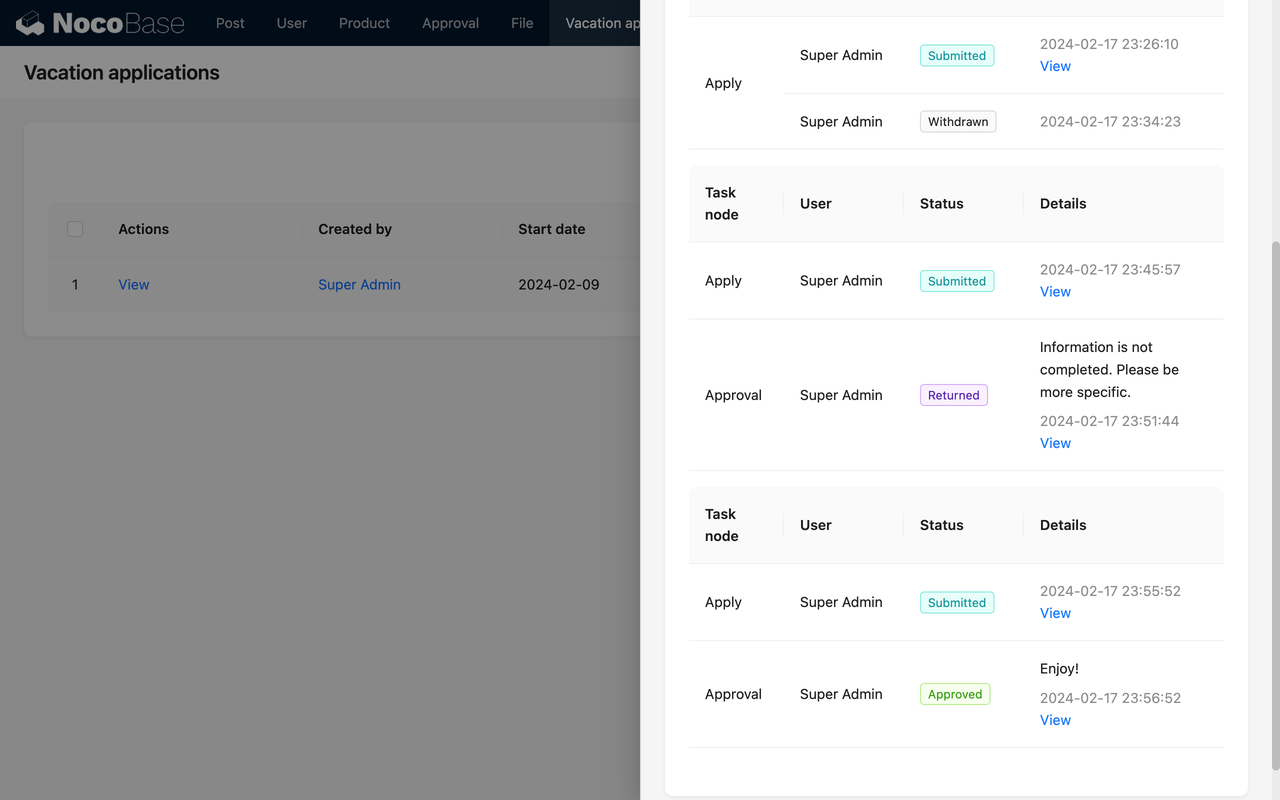 NocoBase Post User Product Approval File Vacation ap
Vacation applications
Actions Created by Start date
1 View Super Admin 2024-02-09
Apply
Super Admin Submitted 2024-02-17 23:26:10
View
Super Admin Withdrawn 2024-02-17 23:34:23
Task node User Status Details
Apply Super Admin Submitted 2024-02-17 23:45:57
View
Approval Super Admin Returned
Information is not
completed. Please be
more specific.
2024-02-17 23:51:44
View
Task node User Status Details
Apply Super Admin Submitted 2024-02-17 23:55:52
View
Approval Super Admin Approved
Enjoy!
2024-02-17 23:56:52
View